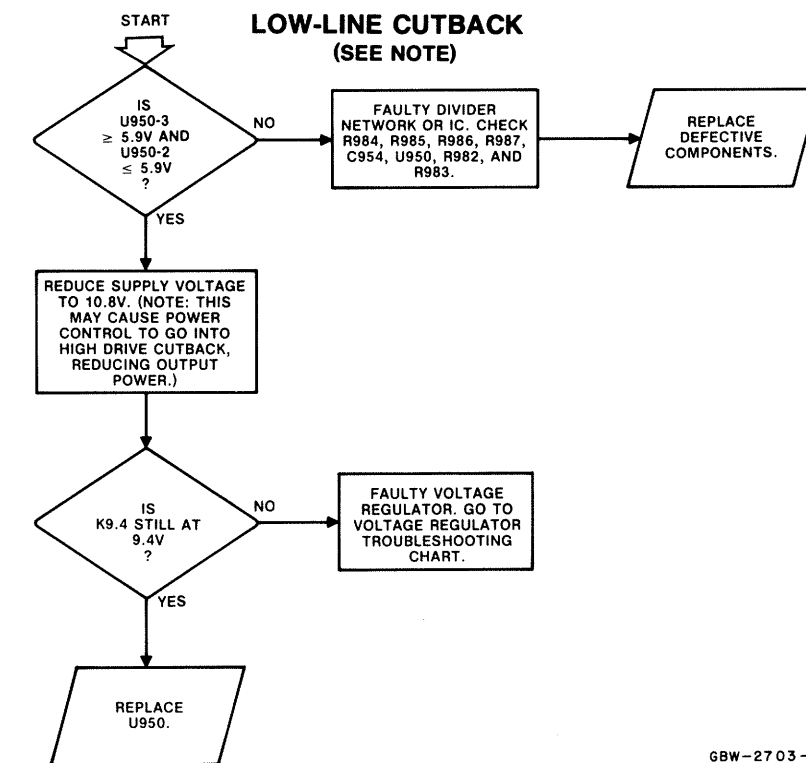 START
LOW-LINE CUTBACK
(SEE NOTE)
IS
U950-3
≥ 5.9V AND
U950-2
≤ 5.9V
?
NO
FAULTY DIVIDER
NETWORK OR IC. CHECK
R984, R985, R986, R987,
C954, U950, R982, AND
R983.
REPLACE
DEFECTIVE
COMPONENTS.
YES
REDUCE SUPPLY VOLTAGE
TO 10.8V. (NOTE: THIS
MAY CAUSE POWER
CONTROL TO GO INTO
HIGH DRIVE CUTBACK,
REDUCING OUTPUT
POWER.)
IS
K9.4 STILL AT
9.4V
?
NO
FAULTY VOLTAGE
REGULATOR. GO TO
VOLTAGE REGULATOR
TROUBLESHOOTING
CHART.
YES
REPLACE
U950.
GBW-2703-